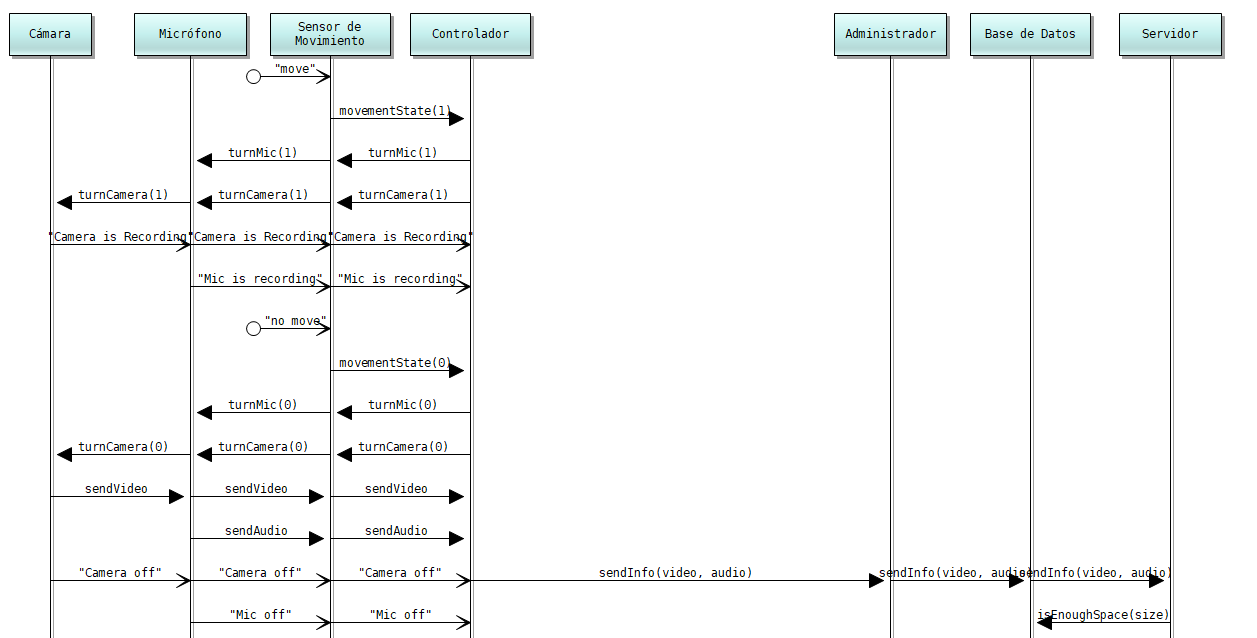 Cámara
Micrófono
Sensor de
Movimiento
Controlador
Administrador
Base de Datos
Servidor
"move"
movementState(1)
turnMic(1) turnMic(1)
turnCamera(1) turnCamera(1) turnCamera(1)
"Camera is Recording" "Camera is Recording" "Camera is Recording"
"Mic is recording" "Mic is recording"
"no move"
movementState(0)
turnMic(0) turnMic(0)
turnCamera(0) turnCamera(0) turnCamera(0)
sendVideo sendVideo sendVideo
sendAudio sendAudio
"Camera off" "Camera off" "Camera off" sendInfo(video, audio) sendInfo(video, audio) sendInfo(video, audio)
"Mic off" "Mic off" isEnoughSpace(size)